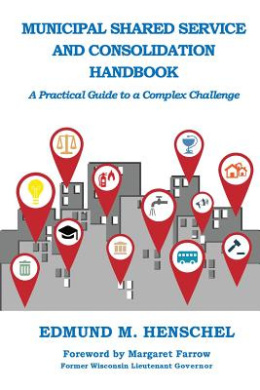 MUNICIPAL SHARED SERVICE
AND CONSOLIDATION
HANDBOOK
A Practical Guide to a Complex Challenge
EDMUND M. HENSCHEL
Foreword by Margaret Farrow
Former Wisconsin Lieutenant Governor